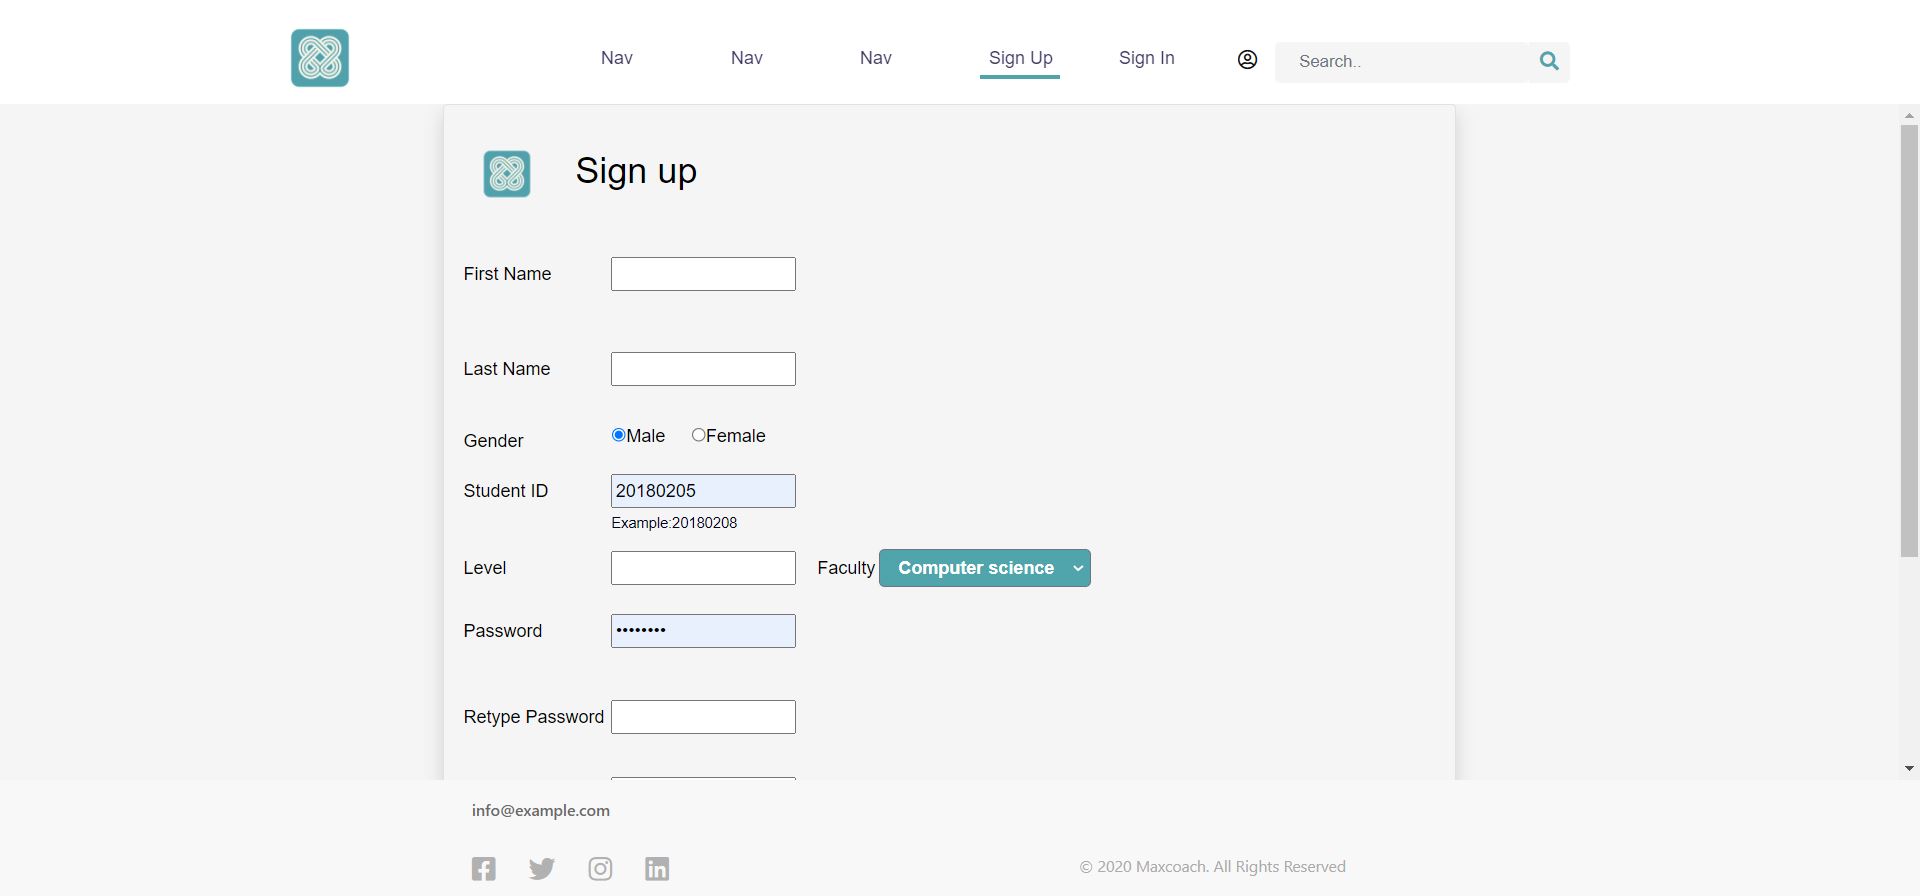 Nav Nav Nav Sign Up Sign In Search..
Sign up
First Name
Last Name
Gender Male Female
Student ID 20180205
Example:20180208
Level Faculty Computer science
Password ••••••••
Retype Password
info@example.com
© 2020 Maxcoach. All Rights Reserved